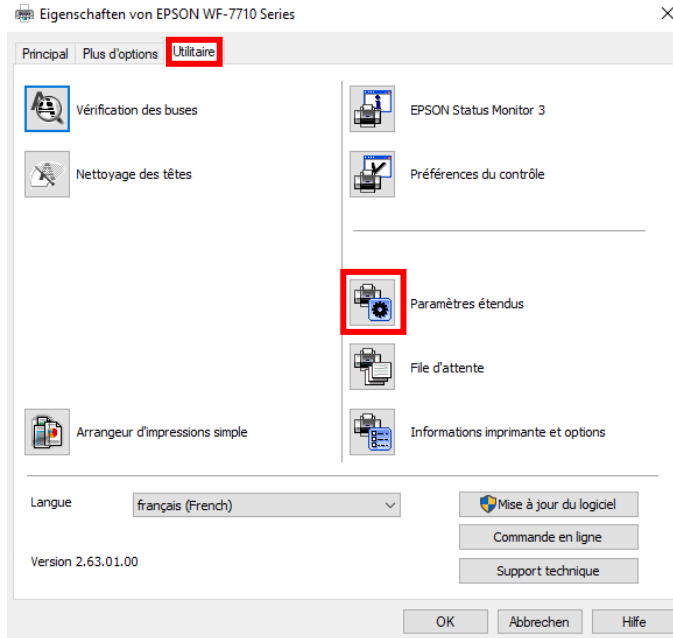 Eigenschaften von EPSON WF-7710 Series
Principal Plus d'options Utilitaire
Vérification des buses
EPSON Status Monitor 3
Nettoyage des têtes
Préférences du contrôle
Paramètres étendus
File d'attente
Arrangeur d'impressions simple
Informations imprimante et options
Langue français (French)
Mise à jour du logiciel
Commande en ligne
Version 2.63.01.00
Support technique
OK Abbrechen Hilfe